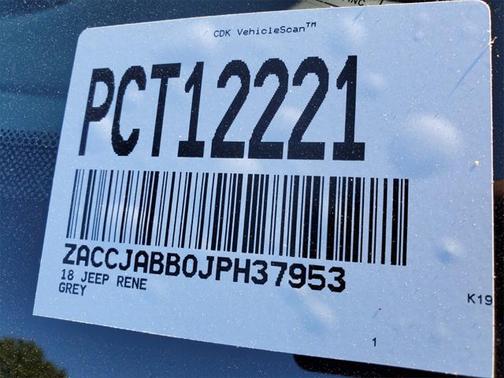 CDK VehicleScan™
PCT12221
ZACCJABB0JPH37953
18 JEEP RENE
GREY
K19
1